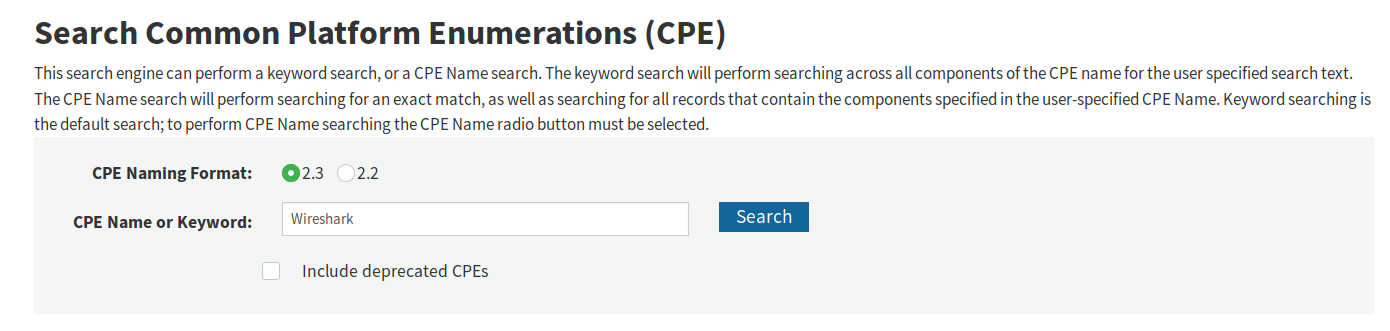 Search Common Platform Enumerations (CPE)
This search engine can perform a keyword search, or a CPE Name search. The keyword search will perform searching across all components of the CPE name for the user specified search text.
The CPE Name search will perform searching for an exact match, as well as searching for all records that contain the components specified in the user-specified CPE Name. Keyword searching is
the default search; to perform CPE Name searching the CPE Name radio button must be selected.
CPE Naming Format: 2.3 2.2
CPE Name or Keyword: Wireshark Search
Include deprecated CPEs